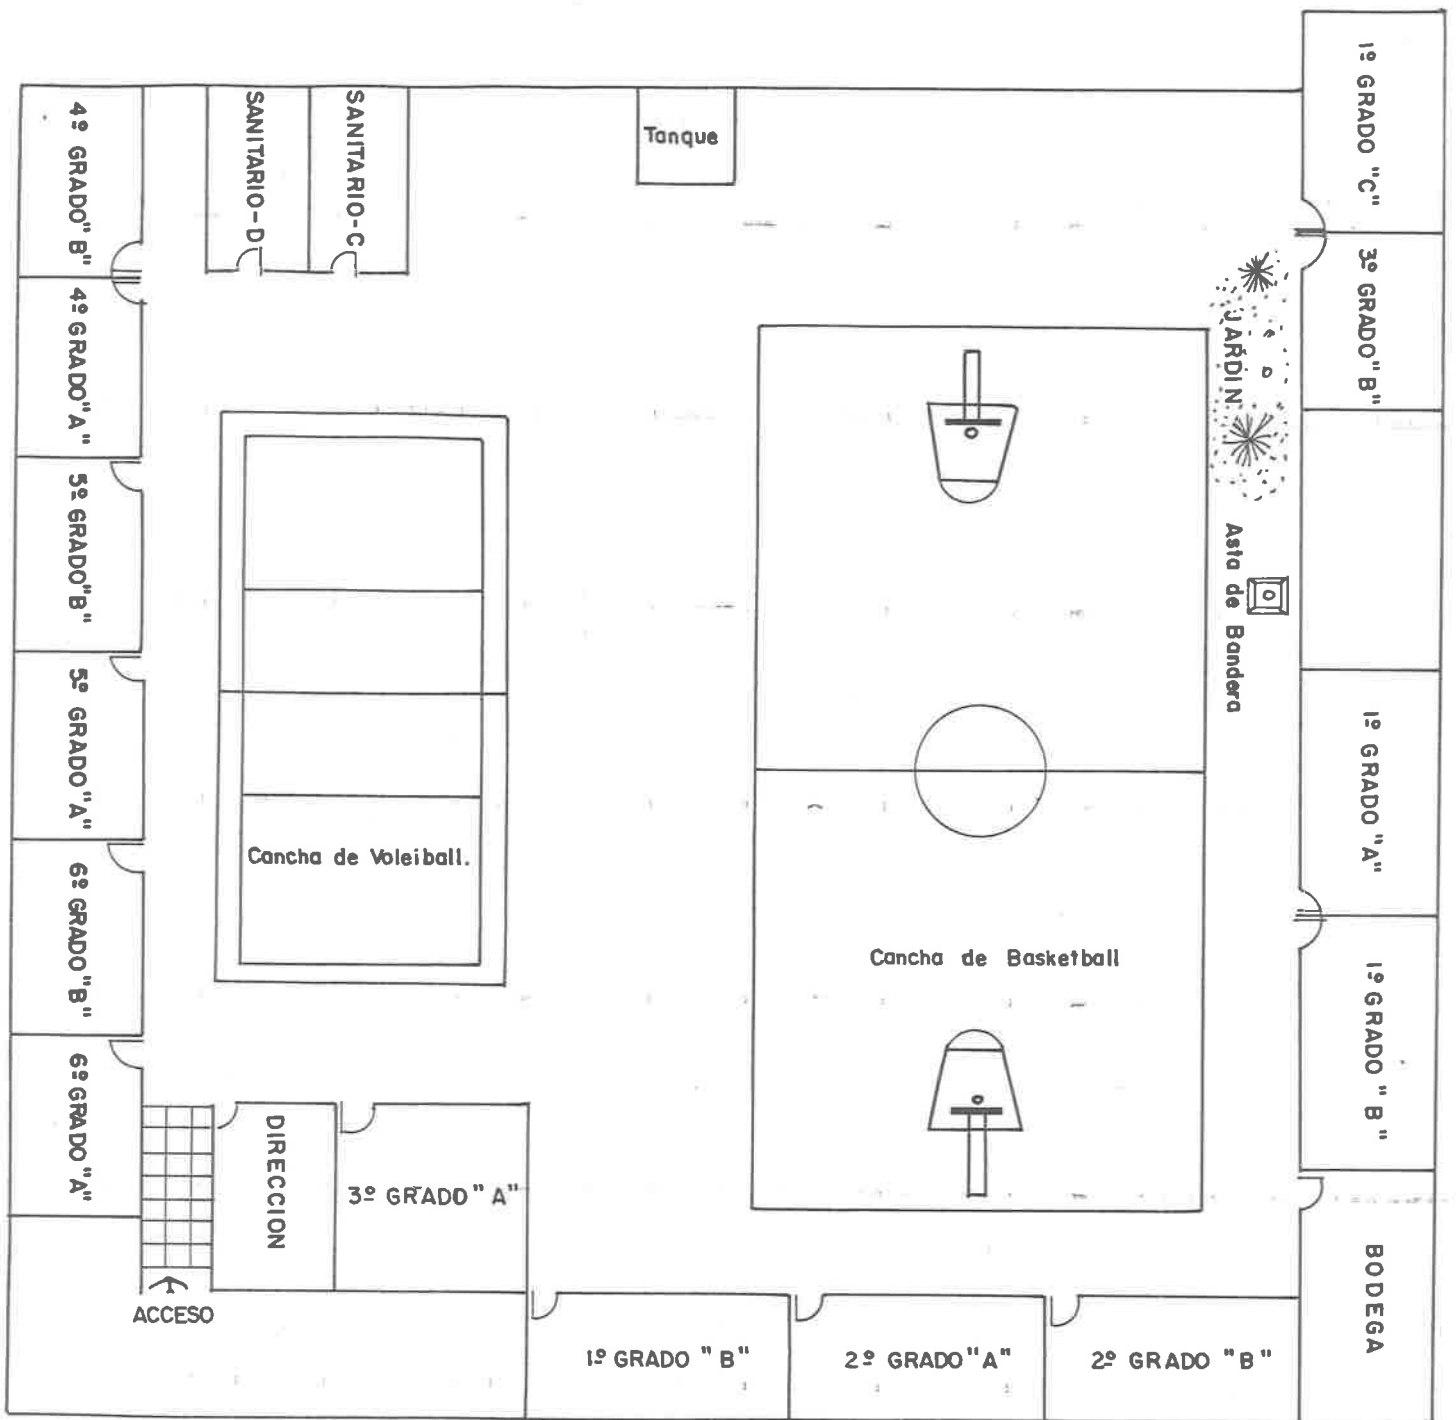 1º GRADO "C"
4º GRADO "B"
SANITARIO-D
SANITARIO-C
Tanque
3º GRADO "B"
4º GRADO "A"
JARDIN
5º GRADO "B"
Asta de Bandera
5º GRADO "A"
1º GRADO "A"
Cancha de Voleiball.
6º GRADO "B"
Cancha de Basketball
1º GRADO "B"
6º GRADO "A"
DIRECCION
3º GRADO "A"
ACCESO
BODEGA
1º GRADO "B"
2º GRADO "A"
2º GRADO "B"